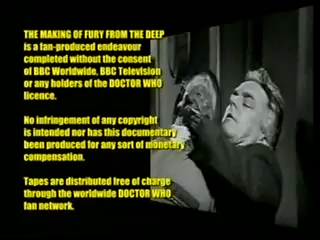 THE MAKING OF FURY FROM THE DEEP
is a fan-produced endeavour
completed without the consent
of BBC Worldwide, BBC Television
or any holders of the DOCTOR WHO
licence.
No infringement of any copyright
is intended nor has this documentary
been produced for any sort of monetary
compensation.
Tapes are distributed free of charge
through the worldwide DOCTOR WHO
fan network.